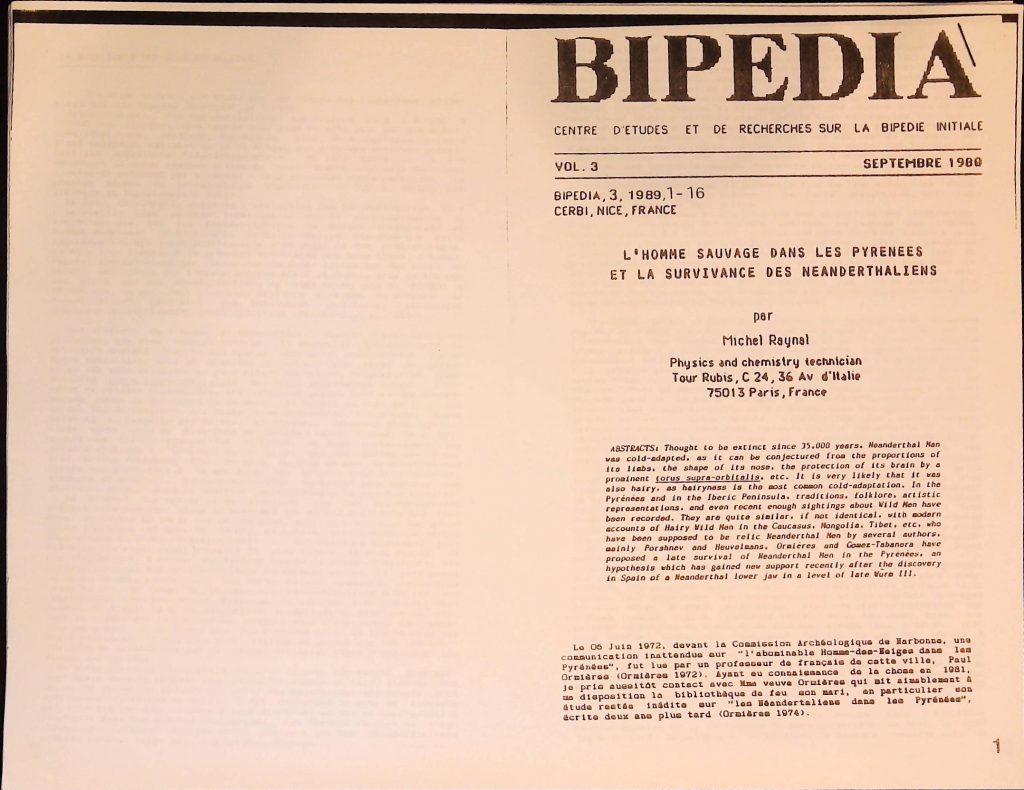 BIPEDIA
CENTRE D'ETUDES ET DE RECHERCHES SUR LA BIPEDIE INITIALE
VOL. 3 SEPTEMBRE 1989
BIPEDIA, 3, 1989, 1-16
CERBI, NICE, FRANCE
L'HOMME SAUVAGE DANS LES PYRENEES
ET LA SURVIVANCE DES NEANDERTHALIENS
par
Michel Raynal
Physics and chemistry technician
Tour Rubis, C 24, 36 Av d'Italie
75013 Paris, France
ABSTRACTS: Thought to be extinct since 35.000 years, Neanderthal Man
was cold-adapted, as it can be conjectured from the proportions of
its limbs, the shape of its nose, the protection of its brain by a
prominent torus supra-orbitalis, etc. It is very likely that it was
also hairy, as hairyness is the most common cold-adaptation. In the
Pyrénées and in the Iberic Peninsula, traditions, folklore, artistic
representations, and even recent enough sightings about Wild Men have
been recorded. They are quite similar, if not identical, with modern
accounts of Hairy Wild Men in the Caucasus, Mongolia, Tibet, etc, who
have been supposed to be relic Neanderthal Men by several authors,
mainly Porshnev and Heuvelmans. Ormières and Gomez-Tabanera have
proposed a late survival of Neanderthal Men in the Pyrénées, an
hypothesis which has gained new support recently after the discovery
in Spain of a Neanderthal lower jaw in a level of late Würm III.
Le 06 Juin 1972, devant la Commission Archéologique de Narbonne, une
communication inattendue sur "l'abominable Homme-des-Neiges dans les
Pyrénées", fut lue par un professeur de français de cette ville, Paul
Ormières (Ormières 1972). Ayant eu connaissance de la chose en 1981,
je pris aussitôt contact avec Mme veuve Ormières qui mit aimablement à
ma disposition la bibliothèque de feu son mari, en particulier son
étude restée inédite sur "les Néandertaliens dans les Pyrénées",
écrite deux ans plus tard (Ormières 1974).
1